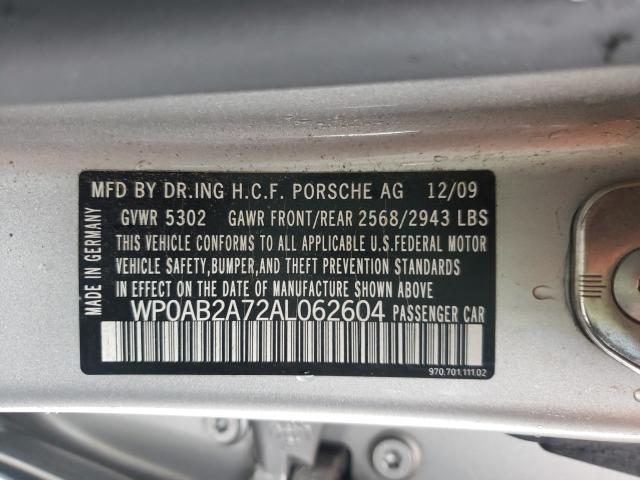 MFD BY DR.ING H.C.F. PORSCHE AG 12/09
GVWR 5302 GAWR FRONT/REAR 2568/2943 LBS
THIS VEHICLE CONFORMS TO ALL APPLICABLE U.S.FEDERAL MOTOR
VEHICLE SAFETY,BUMPER,AND THEFT PREVENTION STANDARDS
IN EFFECT ON THE DATE OF MANUFACTURE SHOWN ABOVE.
WP0AB2A72AL062604 PASSENGER CAR
970.701.111.02
MADE IN GERMANY